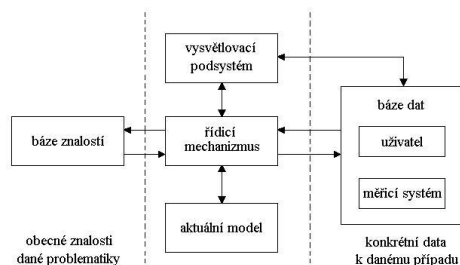 vysvětlovací
podsystém
báze dat
uživatel
měřicí systém
báze znalostí
řídicí
mechanizmus
aktuální model
obecné znalosti
dané problematiky
konkrétní data
k danému případu